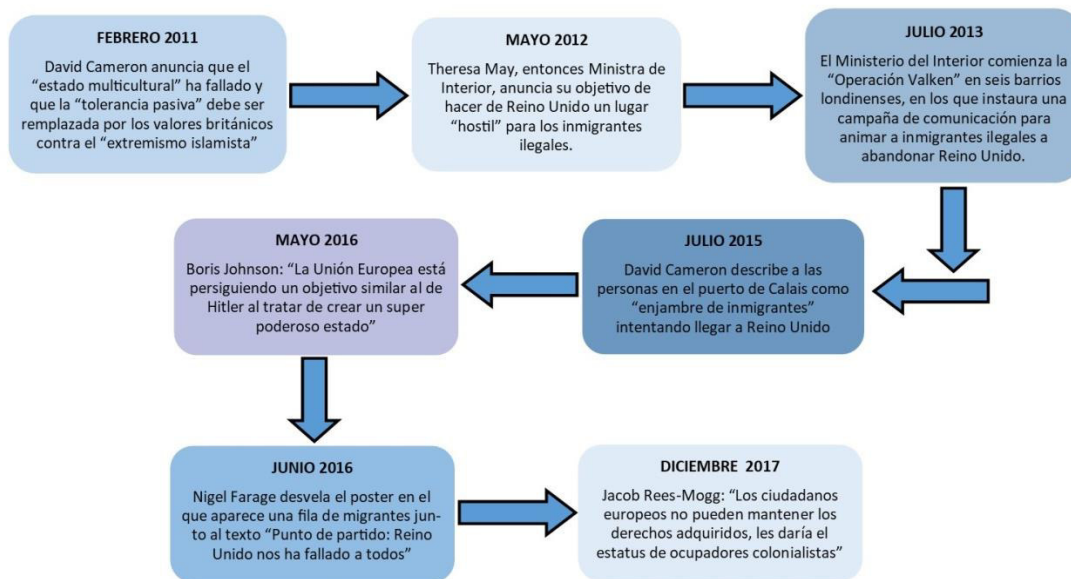 FEBRERO 2011
David Cameron anuncia que el
“estado multicultural” ha fallado y
que la “tolerancia pasiva” debe ser
remplazada por los valores británicos
contra el “extremismo islamista”
MAYO 2012
Theresa May, entonces Ministra de
Interior, anuncia su objetivo de
hacer de Reino Unido un lugar
“hostil” para los inmigrantes
ilegales.
JULIO 2013
El Ministerio del Interior comienza la
“Operación Valken” en seis barrios
londinenses, en los que instaura una
campaña de comunicación para
animar a inmigrantes ilegales a
abandonar Reino Unido.
JULIO 2015
David Cameron describe a las
personas en el puerto de Calais como
“enjambre de inmigrantes”
intentando llegar a Reino Unido
MAYO 2016
Boris Johnson: “La Unión Europea está
persiguiendo un objetivo similar al de
Hitler al tratar de crear un super
poderoso estado”
JUNIO 2016
Nigel Farage desvela el poster en el
que aparece una fila de migrantes jun-
to al texto “Punto de partido: Reino
Unido nos ha fallado a todos”
DICIEMBRE 2017
Jacob Rees-Mogg: “Los ciudadanos
europeos no pueden mantener los
derechos adquiridos, les daría el
estatus de ocupadores colonialistas”